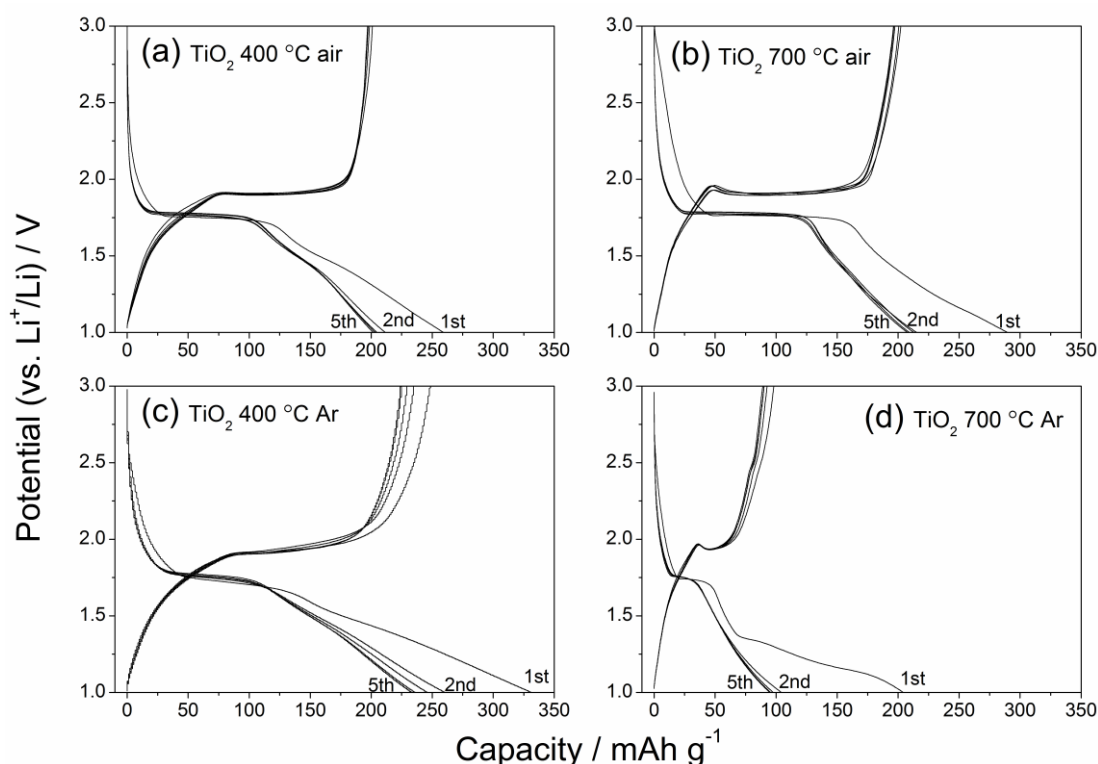 Potential (vs. Li⁺/Li) / V
(a) TiO₂ 400 °C air
3.0
2.5
2.0
1.5
1.0
5th 2nd 1st
0 50 100 150 200 250 300 350
(b) TiO₂ 700 °C air
3.0
2.5
2.0
1.5
1.0
5th 2nd 1st
0 50 100 150 200 250 300 350
(c) TiO₂ 400 °C Ar
3.0
2.5
2.0
1.5
1.0
5th 2nd 1st
0 50 100 150 200 250 300 350
(d) TiO₂ 700 °C Ar
3.0
2.5
2.0
1.5
1.0
5th 2nd 1st
0 50 100 150 200 250 300 350
Capacity / mAh g⁻¹